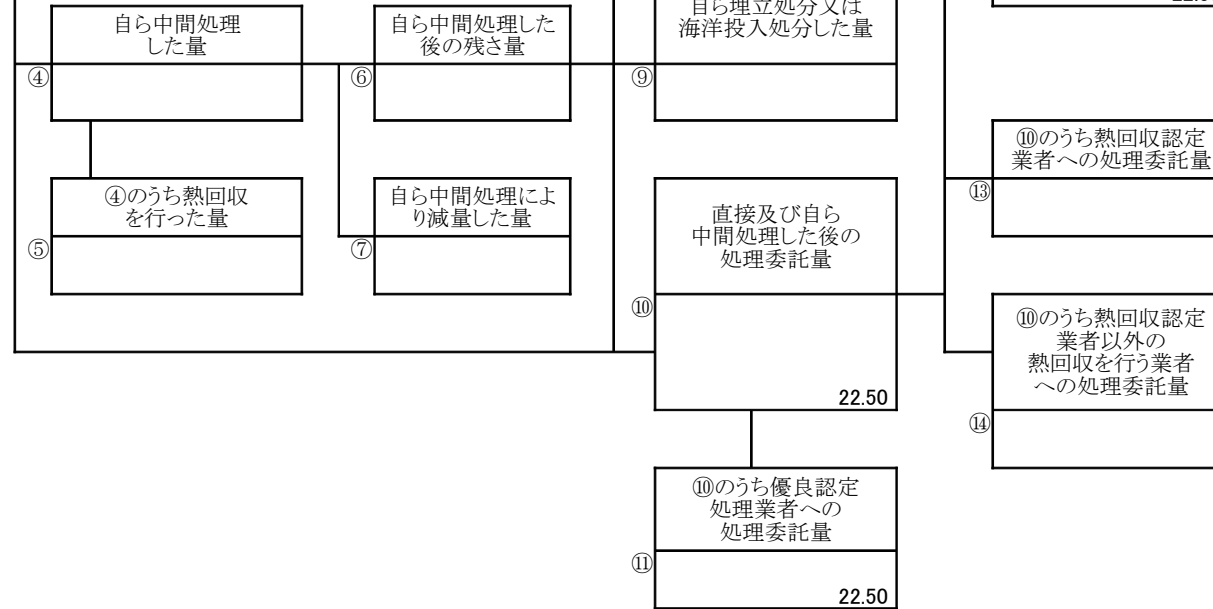 自ら中間処理
した量
④
自ら中間処理した
後の残さ量
⑥
自ら埋立処分又は
海洋投入処分した量
⑨
⑩のうち熱回収認定
業者への処理委託量
⑬
④のうち熱回収
を行った量
⑤
自ら中間処理によ
り減量した量
⑦
直接及び自ら
中間処理した後の
処理委託量
⑩
22.50
⑩のうち熱回収認定
業者以外の
熱回収を行う業者
への処理委託量
⑭
⑩のうち優良認定
処理業者への
処理委託量
⑪
22.50